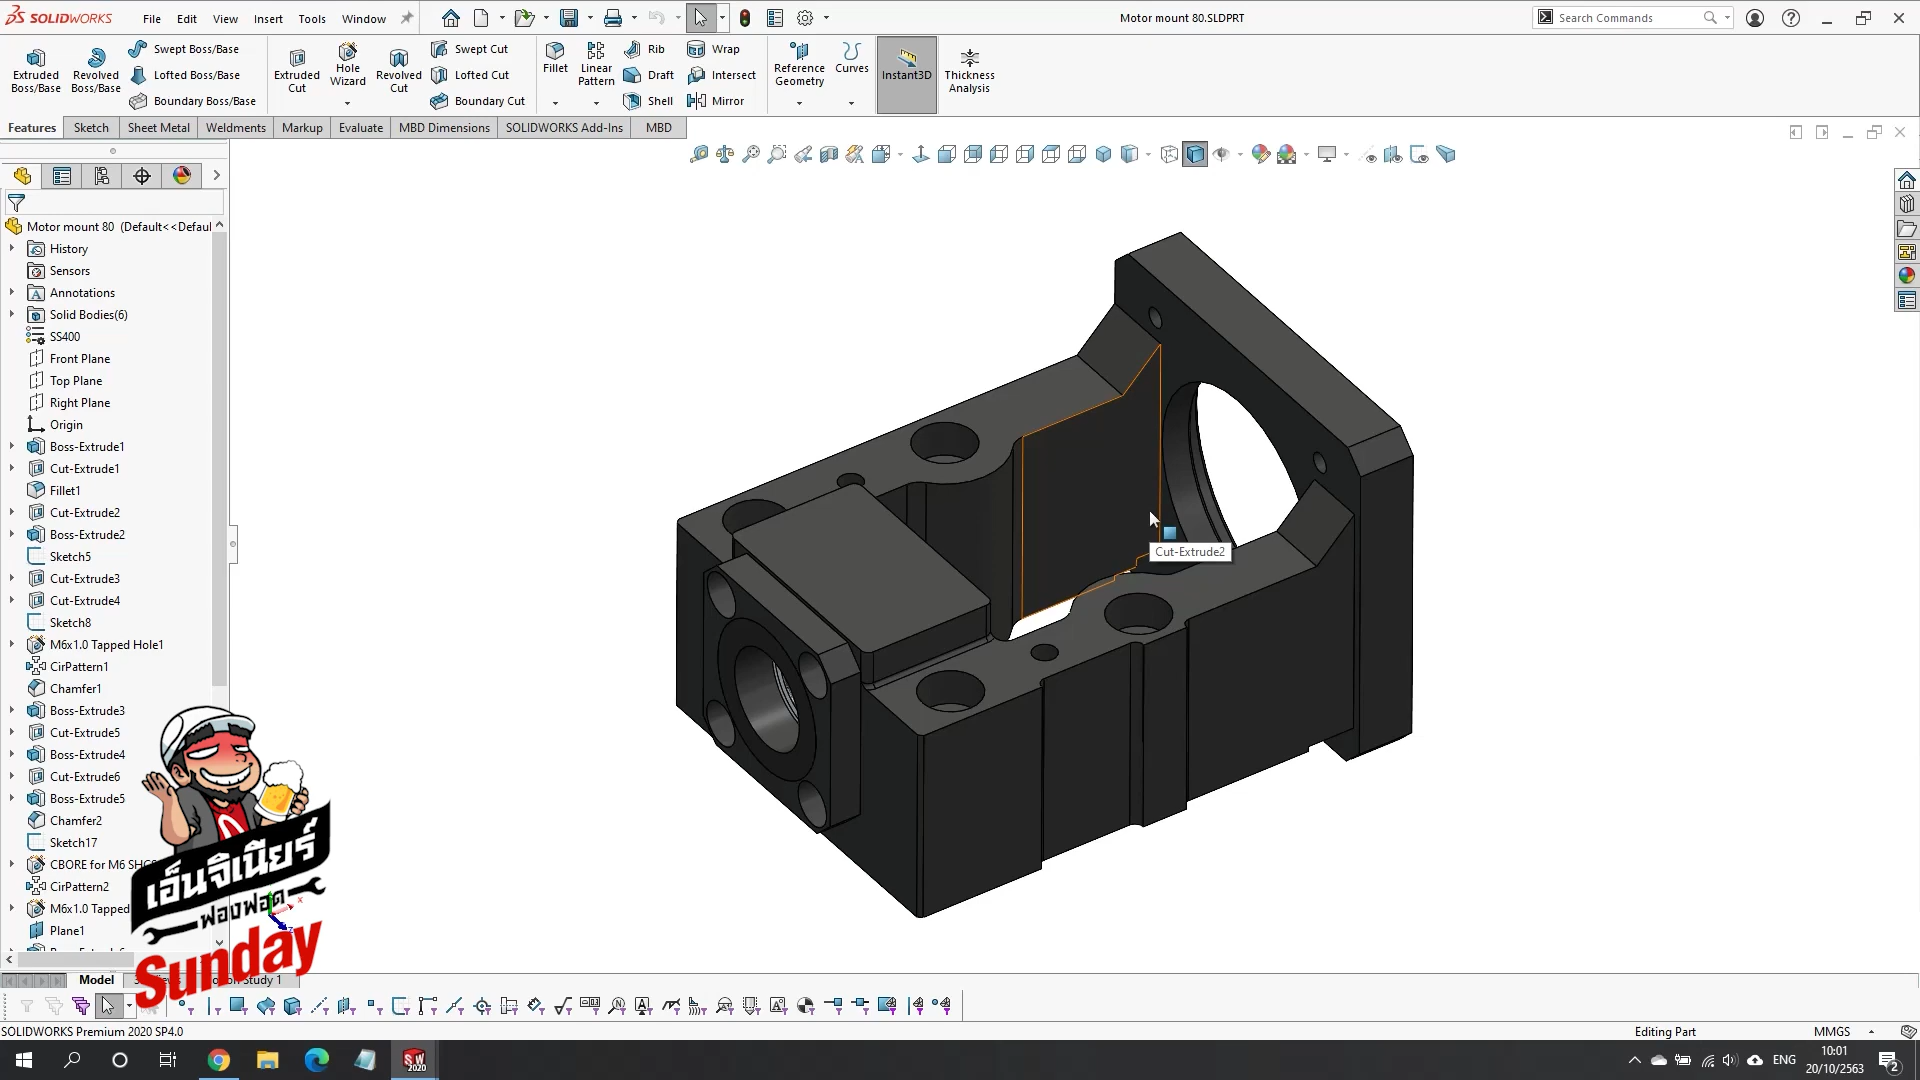 SOLIDWORKS
File Edit View Insert Tools Window
Motor mount 80.SLDPRT
Search Commands
Extruded Boss/Base
Revolved Boss/Base
Swept Boss/Base
Lofted Boss/Base
Boundary Boss/Base
Extruded Cut
Hole Wizard
Revolved Cut
Swept Cut
Lofted Cut
Boundary Cut
Fillet
Linear Pattern
Rib
Draft
Shell
Wrap
Intersect
Mirror
Reference Geometry
Curves
Instant3D
Thickness Analysis
Features Sketch Sheet Metal Weldments Markup Evaluate MBD Dimensions SOLIDWORKS Add-Ins MBD
Motor mount 80 (Default<<Defaul
History
Sensors
Annotations
Solid Bodies(6)
SS400
Front Plane
Top Plane
Right Plane
Origin
Boss-Extrude1
Cut-Extrude1
Fillet1
Cut-Extrude2
Boss-Extrude2
Sketch5
Cut-Extrude3
Cut-Extrude4
Sketch8
M6x1.0 Tapped Hole1
CirPattern1
Chamfer1
Boss-Extrude3
Cut-Extrude5
Boss-Extrude4
Cut-Extrude6
Boss-Extrude5
Chamfer2
Sketch17
CBORE for M6 SHC
CirPattern2
M6x1.0 Tapped
Plane1
Cut-Extrude2
เอ็นจิเนียร์
ฟองฟอด
Sunday
Model
Study 1
SOLIDWORKS Premium 2020 SP4.0
Editing Part
MMGS
SW 2020
ENG
10:01
20/10/2563
2